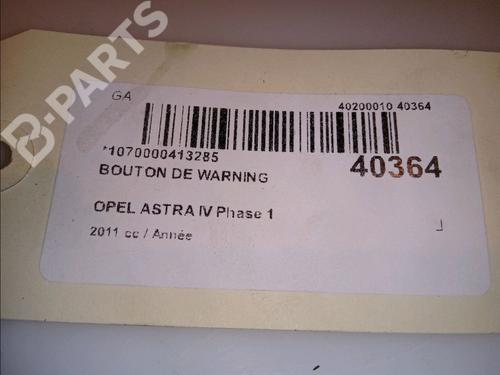 B-PARTS
GA
40200010 40364
*1070000413285
40364
BOUTON DE WARNING
OPEL ASTRA IV Phase 1
2011 cc / Année